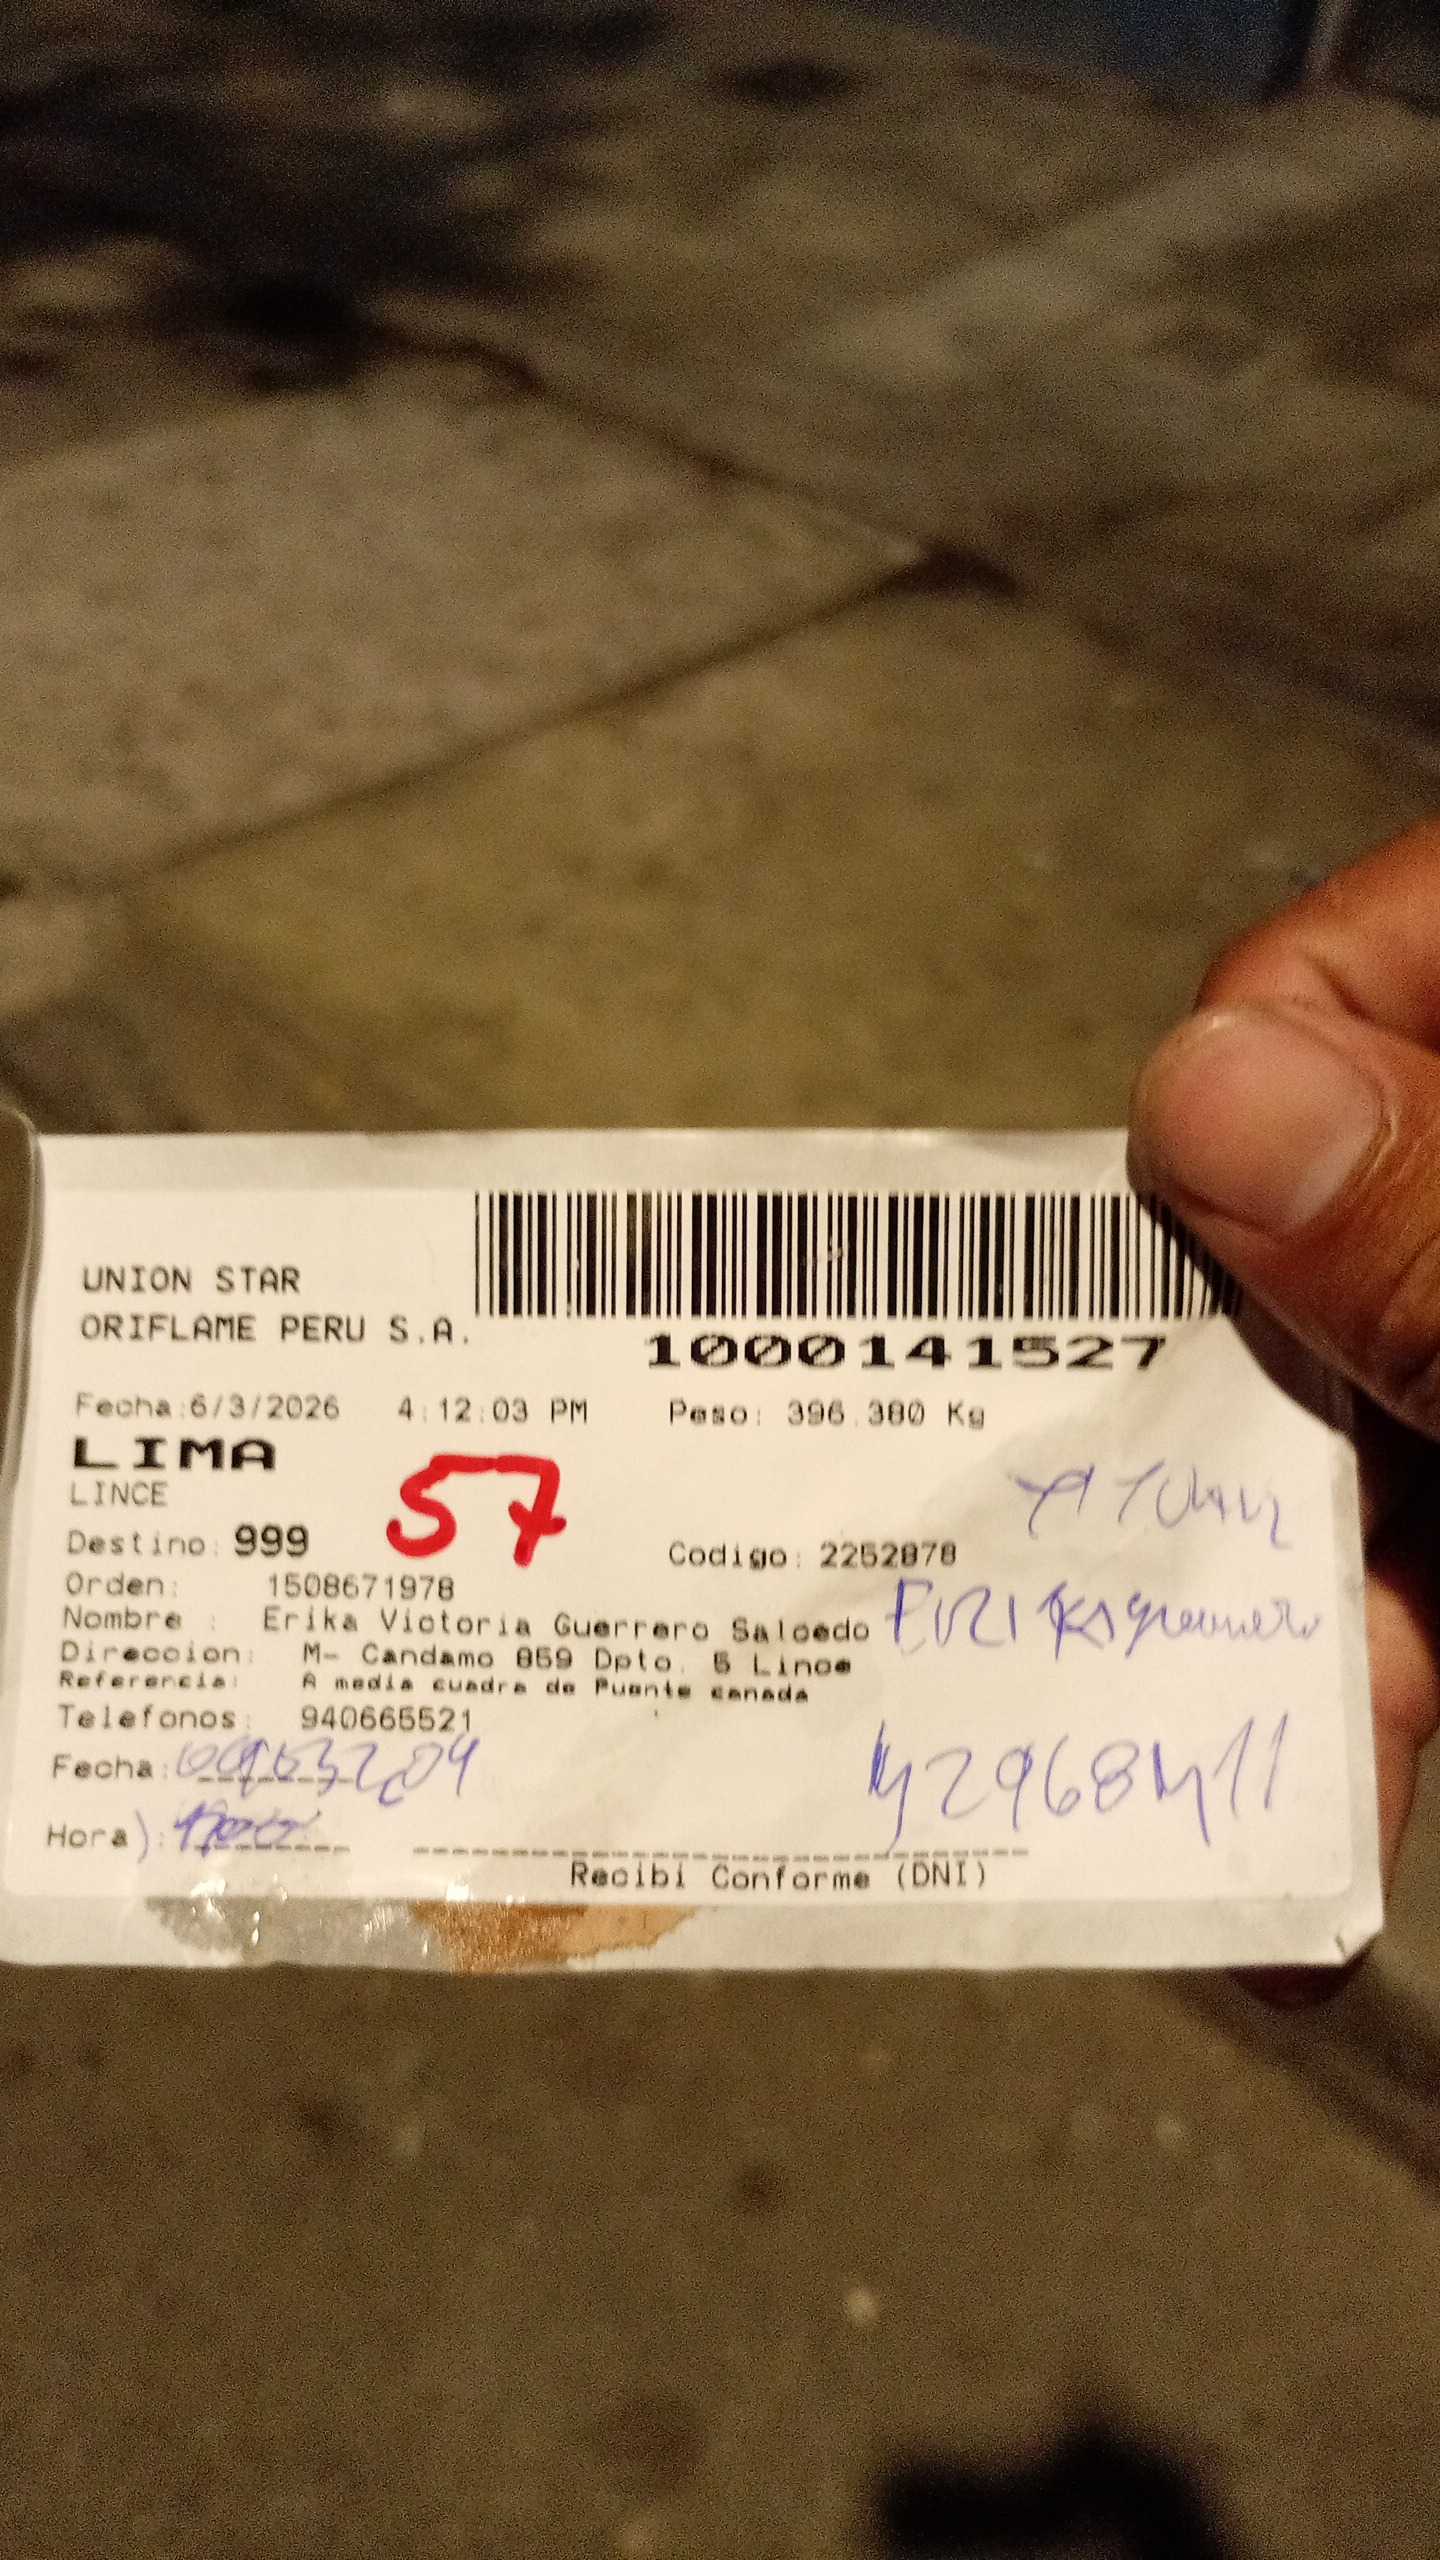 UNION STAR
ORIFLAME PERU S.A.
1000141527
Fecha:6/3/2026 4:12:03 PM Peso: 396.380 Kg
LIMA
57
LINCE
Destino: 999 Codigo: 2252878
Orden: 1508671978
Nombre : Erika Victoria Guerrero Salcedo
Direccion: M- Candamo 859 Dpto. 5 Lince
Referencia: A media cuadra de Puente canada
Telefonos: 940665521
Fecha:
Hora :
Recibi Conforme (DNI)